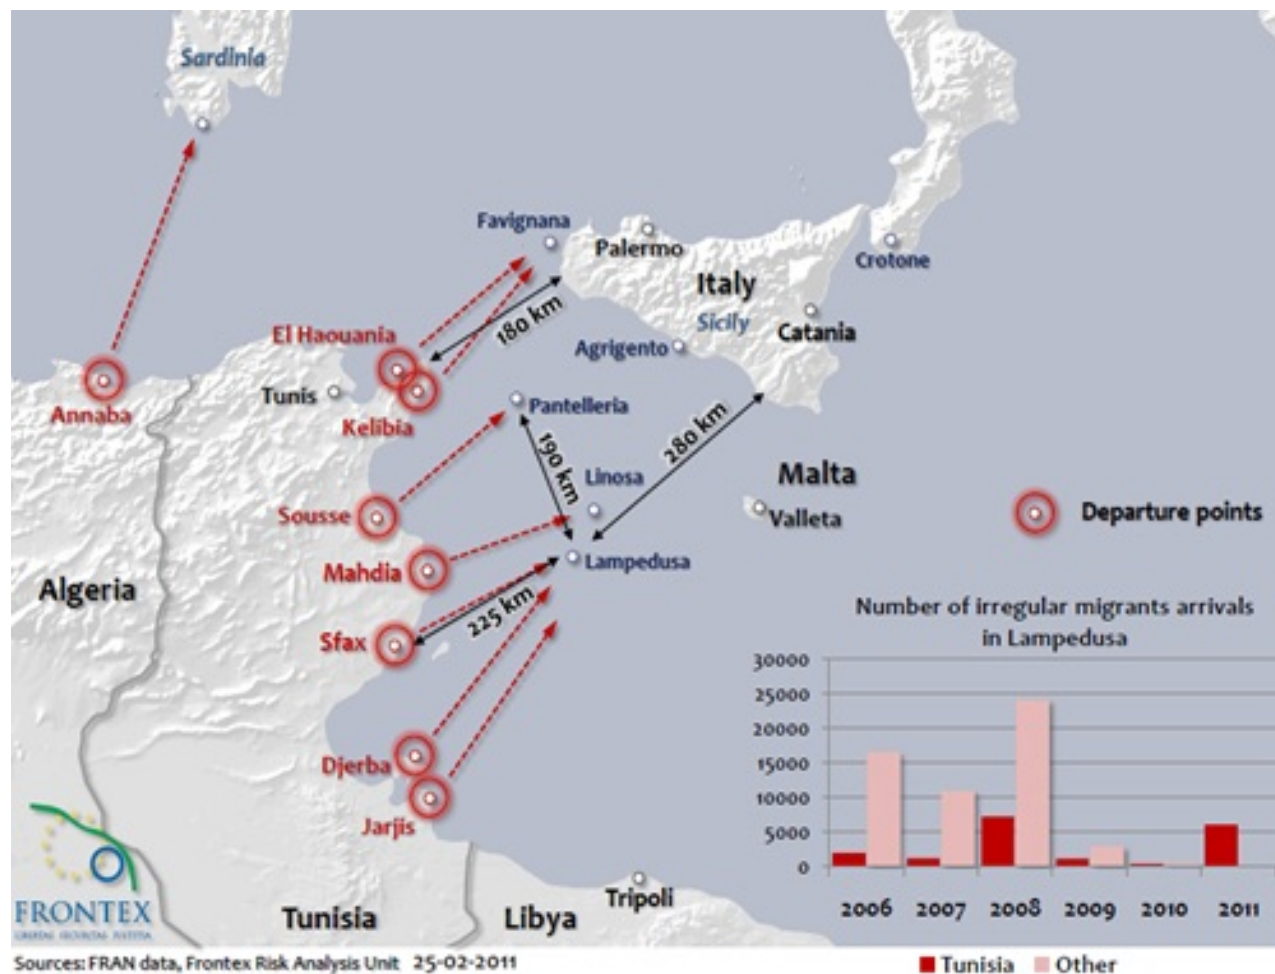 Sardinia
Favignana
Palermo
Italy
Crotone
Sicily
180 km
El Haouania
Catania
Agrigento
Annaba
Tunis
Kelibia
Pantelleria
280 km
190 km
Linosa
Malta
Sousse
Valleta
Departure points
Mahdia
Lampedusa
Algeria
225 km
Sfax
Number of irregular migrants arrivals
in Lampedusa
30000
25000
20000
15000
10000
5000
0
2006 2007 2008 2009 2010 2011
Djerba
Jarjis
Tripoli
FRONTEX
Tunisia
Libya
Sources: FRAN data, Frontex Risk Analysis Unit 25-02-2011
Tunisia Other